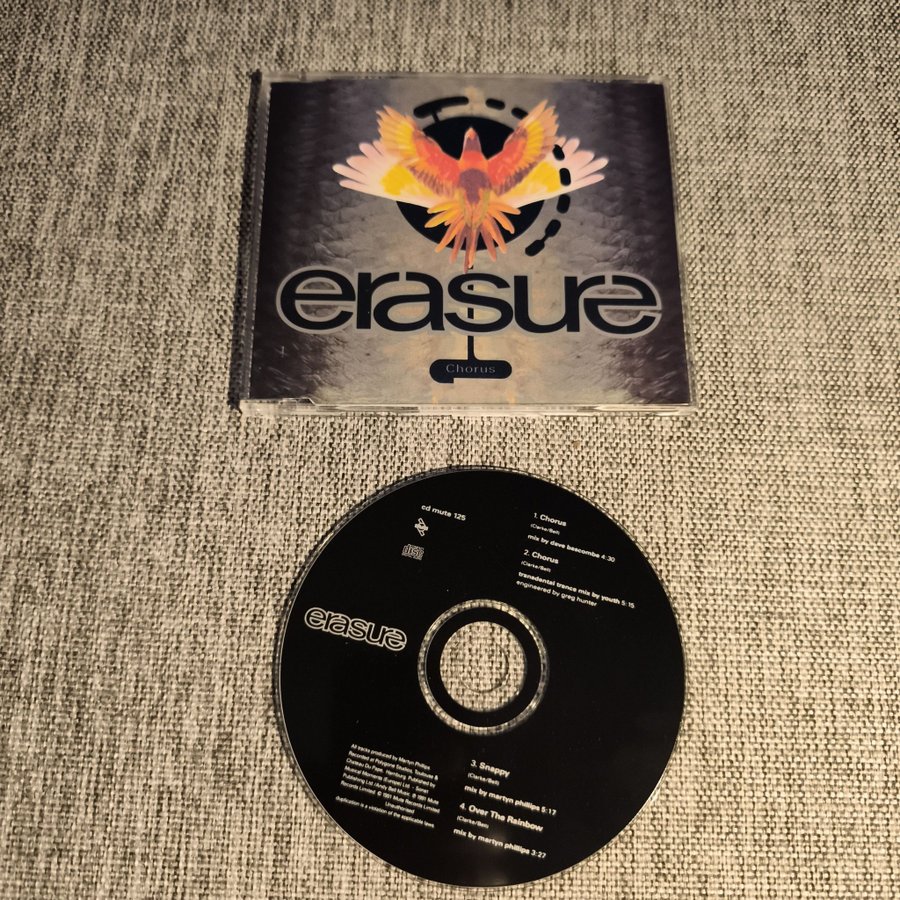 erasure
Chorus
cd mute 125
erasure
1. Chorus
(Clarke/Bell)
mix by dave bascombe 4:30
2. Chorus
(Clarke/Bell)
transdental trance mix by youth 5:15
engineered by greg hunter
3. Snappy
(Clarke/Bell)
mix by martyn phillips 5:17
4. Over The Rainbow
(Clarke/Bell)
mix by martyn phillips 3:27
All tracks produced by Martyn Phillips.
Recorded at Polygone Studios, Toulouse &
Chateau Du Pape, Hamburg. Published by
Musical Moments (Europe) Ltd - Sonet
Publishing Ltd /Andy Bell Music. ℗ 1991 Mute
Records Limited. © 1991 Mute Records Limited.
Unauthorised
duplication is a violation of the applicable laws.